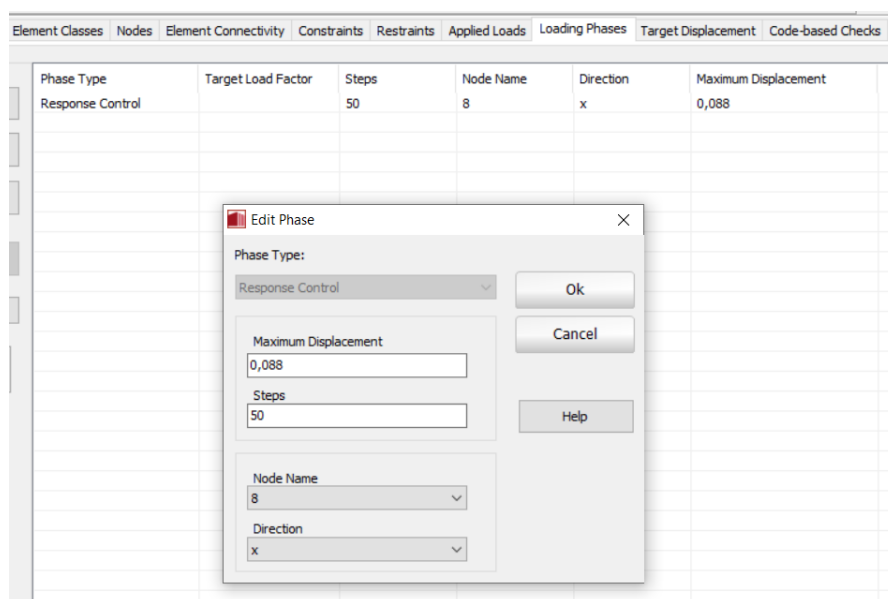 Element Classes Nodes Element Connectivity Constraints Restraints Applied Loads Loading Phases Target Displacement Code-based Checks
Phase Type Target Load Factor Steps Node Name Direction Maximum Displacement
Response Control 50 8 x 0,088
Edit Phase
Phase Type:
Response Control
Ok
Maximum Displacement
Cancel
0,088
Steps
50
Help
Node Name
8
Direction
x